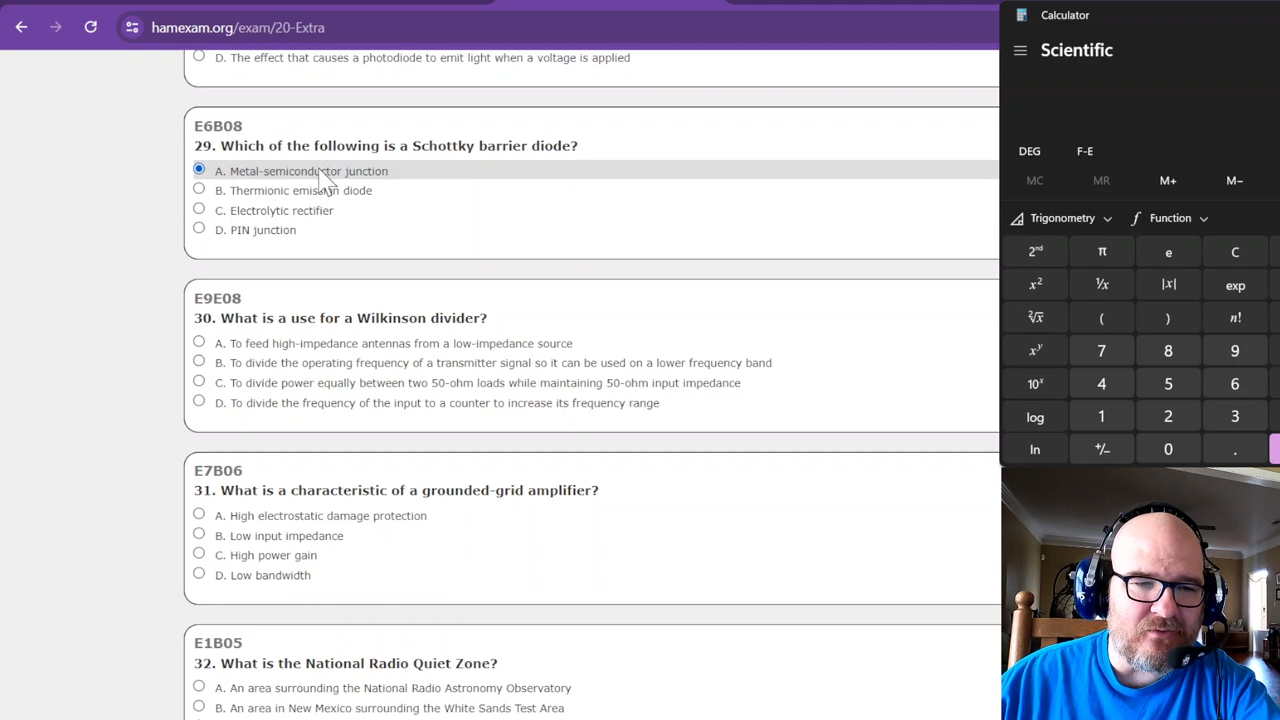 hamexam.org/exam/20-Extra
D. The effect that causes a photodiode to emit light when a voltage is applied
E6B08
29. Which of the following is a Schottky barrier diode?
A. Metal-semiconductor junction
B. Thermionic emission diode
C. Electrolytic rectifier
D. PIN junction
E9E08
30. What is a use for a Wilkinson divider?
A. To feed high-impedance antennas from a low-impedance source
B. To divide the operating frequency of a transmitter signal so it can be used on a lower frequency band
C. To divide power equally between two 50-ohm loads while maintaining 50-ohm input impedance
D. To divide the frequency of the input to a counter to increase its frequency range
E7B06
31. What is a characteristic of a grounded-grid amplifier?
A. High electrostatic damage protection
B. Low input impedance
C. High power gain
D. Low bandwidth
E1B05
32. What is the National Radio Quiet Zone?
A. An area surrounding the National Radio Astronomy Observatory
B. An area in New Mexico surrounding the White Sands Test Area
Calculator
Scientific
DEG F-E
MC MR M+ M−
Trigonometry Function
2nd π e C
x² ¹/x |x| exp
²√x ( ) n!
xʸ 7 8 9
10ˣ 4 5 6
log 1 2 3
ln +/− 0 .